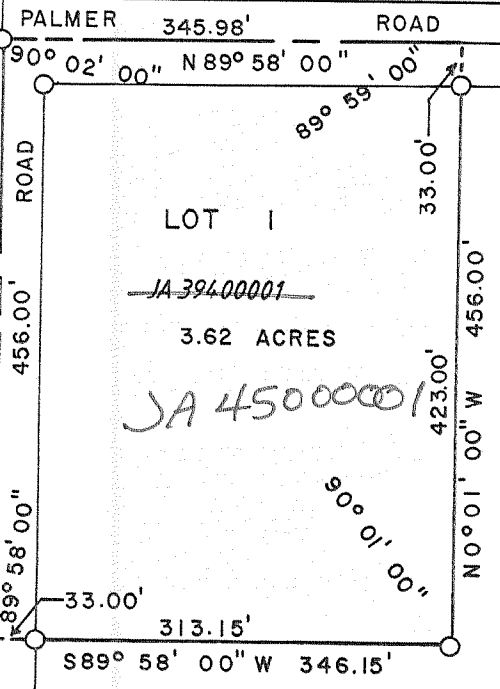 PALMER 345.98' ROAD
90° 02' 00" N 89° 58' 00"
89° 59' 00"
33.00'
ROAD
LOT 1
JA 39400001
3.62 ACRES
JA 45000001
456.00'
456.00'
423.00'
N0° 01' 00" W
90° 01' 00"
89° 58' 00"
33.00'
313.15'
S89° 58' 00" W 346.15'